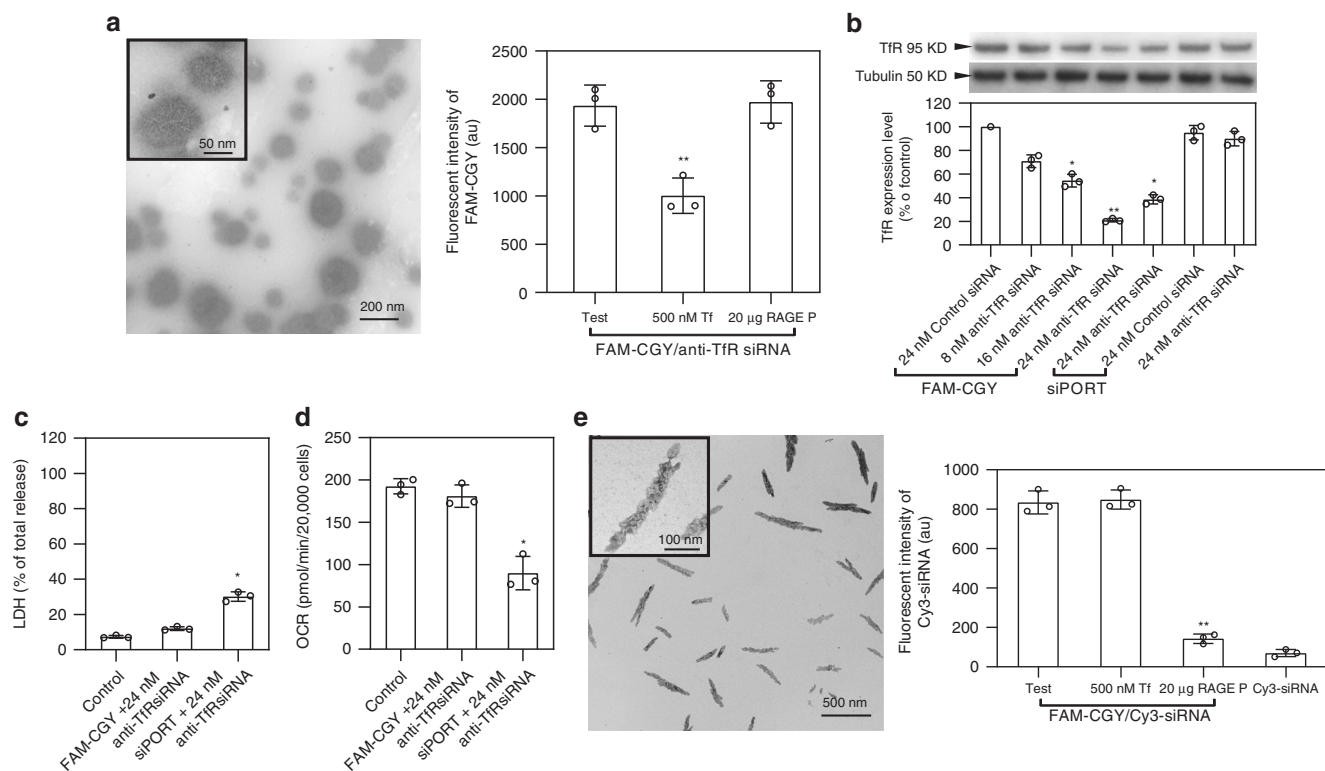 a
50 nm
200 nm
Fluorescent intensity of
FAM-CGY (au)
2500
2000
1500
1000
500
0
**
Test
500 nM Tf
20 μg RAGE P
FAM-CGY/anti-TfR siRNA
b
TfR 95 KD
Tubulin 50 KD
TfR expression level
(% o fcontrol)
120
100
80
60
40
20
0
*
**
*
24 nM Control siRNA
8 nM anti-TfR siRNA
16 nM anti-TfR siRNA
24 nM anti-TfR siRNA
24 nM anti-TfR siRNA
24 nM Control siRNA
24 nM anti-TfR siRNA
FAM-CGY
siPORT
c
LDH (% of total release)
120
100
80
60
40
20
0
*
Control
FAM-CGY +24 nM
anti-TfRsiRNA
siPORT + 24 nM
anti-TfRsiRNA
d
OCR (pmol/min/20,000 cells)
250
200
150
100
50
0
*
Control
FAM-CGY +24 nM
anti-TfRsiRNA
siPORT + 24 nM
anti-TfRsiRNA
e
100 nm
500 nm
Fluorescent intensity of
Cy3-siRNA (au)
1000
800
600
400
200
0
**
Test
500 nM Tf
20 μg RAGE P
Cy3-siRNA
FAM-CGY/Cy3-siRNA